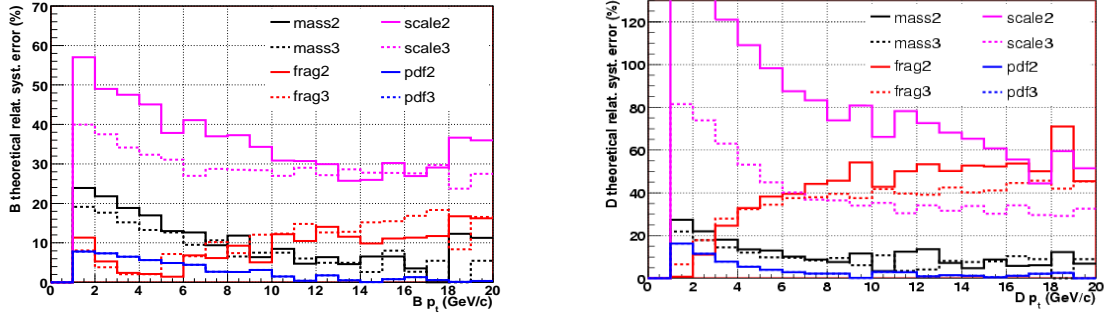 B theoretical relat. syst. error (%)
70
60
50
40
30
20
10
0
mass2
mass3
frag2
frag3
scale2
scale3
pdf2
pdf3
0 2 4 6 8 10 12 14 16 18 20
B pt (GeV/c)
D theoretical relat. syst. error (%)
120
100
80
60
40
20
0
mass2
mass3
frag2
frag3
scale2
scale3
pdf2
pdf3
0 2 4 6 8 10 12 14 16 18 20
D pt (GeV/c)